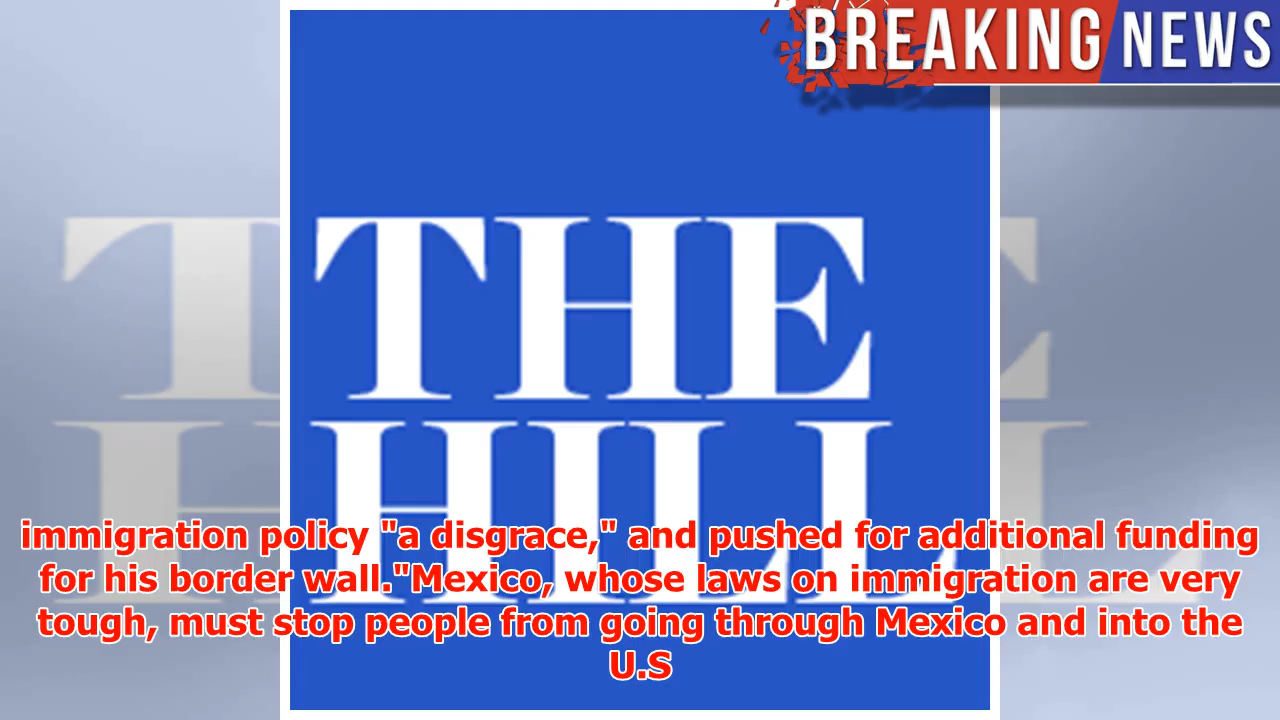 BREAKING NEWS
THE
HILL
immigration policy "a disgrace," and pushed for additional funding
for his border wall."Mexico, whose laws on immigration are very
tough, must stop people from going through Mexico and into the
U.S